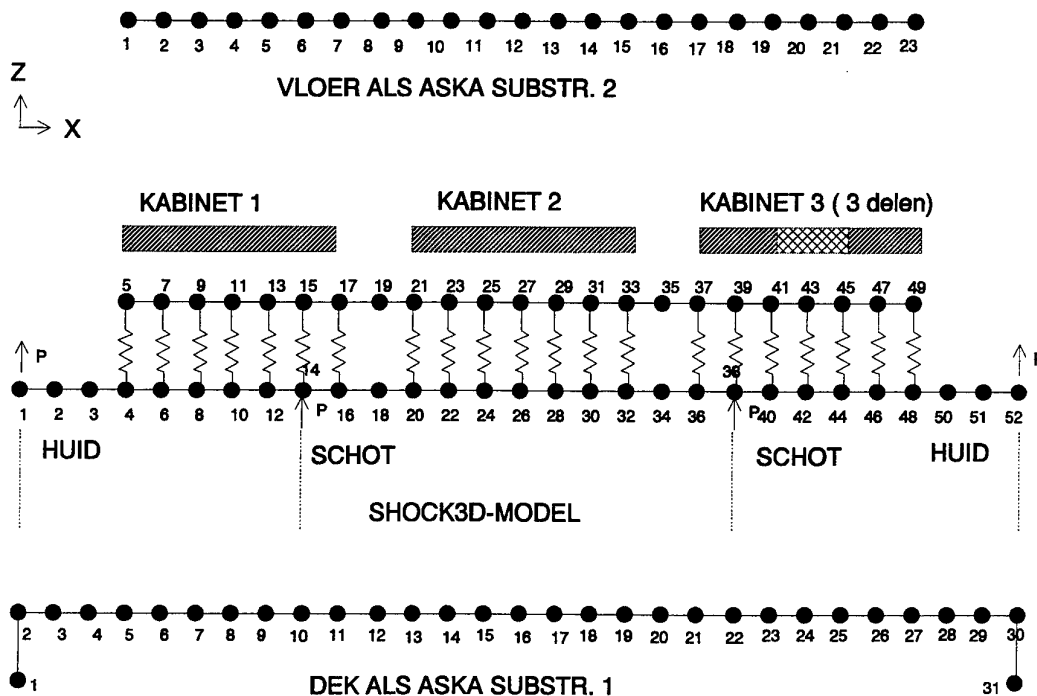 1 2 3 4 5 6 7 8 9 10 11 12 13 14 15 16 17 18 19 20 21 22 23
VLOER ALS ASKA SUBSTR. 2
Z
X
KABINET 1 KABINET 2 KABINET 3 ( 3 delen)
5 7 9 11 13 15 17 19 21 23 25 27 29 31 33 35 37 39 41 43 45 47 49
P
14 38
1 2 3 4 6 8 10 12 P 16 18 20 22 24 26 28 30 32 34 36 P 40 42 44 46 48 50 51 52
HUID SCHOT SCHOT HUID
SHOCK3D-MODEL
2 3 4 5 6 7 8 9 10 11 12 13 14 15 16 17 18 19 20 21 22 23 24 25 26 27 28 29 30
1 DEK ALS ASKA SUBSTR. 1 31